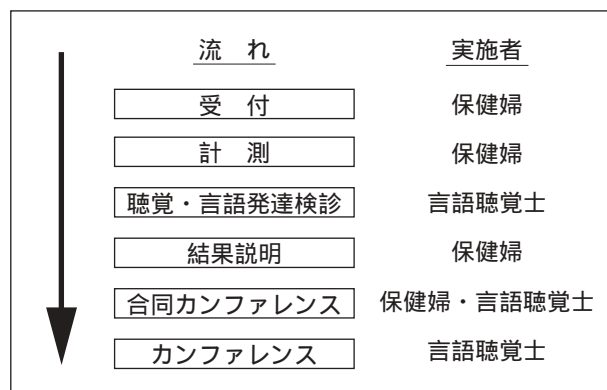 流 れ 実施者
受 付 保健婦
計 測 保健婦
聴覚・言語発達検診 言語聴覚士
結果説明 保健婦
合同カンファレンス 保健婦・言語聴覚士
カンファレンス 言語聴覚士